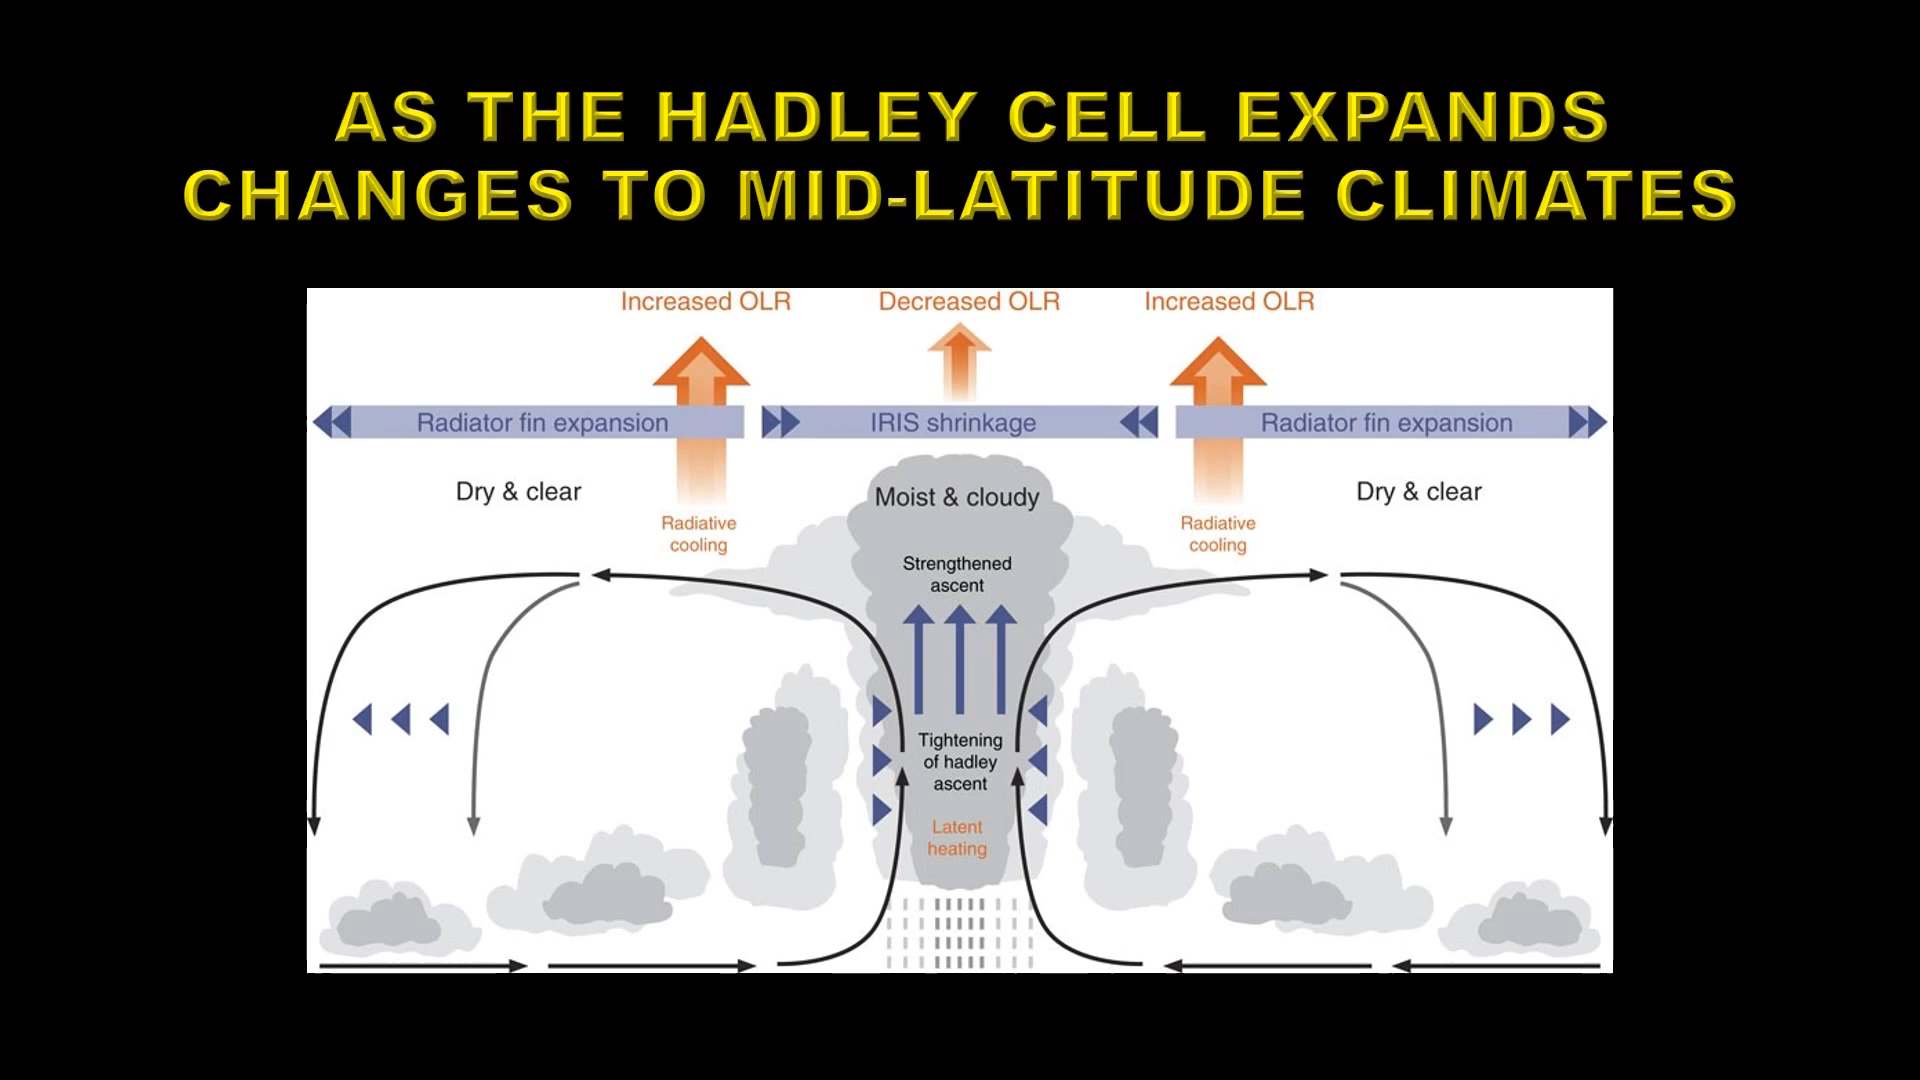 AS THE HADLEY CELL EXPANDS
CHANGES TO MID-LATITUDE CLIMATES
Increased OLR
Decreased OLR
Increased OLR
Radiator fin expansion
IRIS shrinkage
Radiator fin expansion
Dry & clear
Moist & cloudy
Dry & clear
Radiative
cooling
Radiative
cooling
Strengthened
ascent
Tightening
of hadley
ascent
Latent
heating